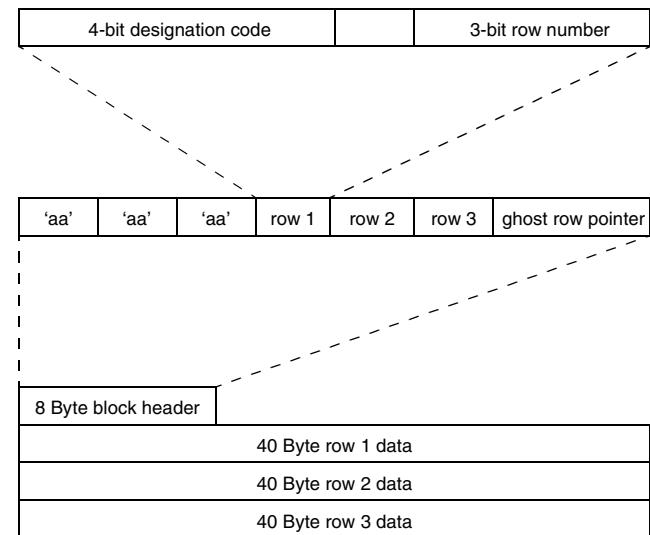 4-bit designation code 3-bit row number
‘aa’ ‘aa’ ‘aa’ row 1 row 2 row 3 ghost row pointer
8 Byte block header
40 Byte row 1 data
40 Byte row 2 data
40 Byte row 3 data